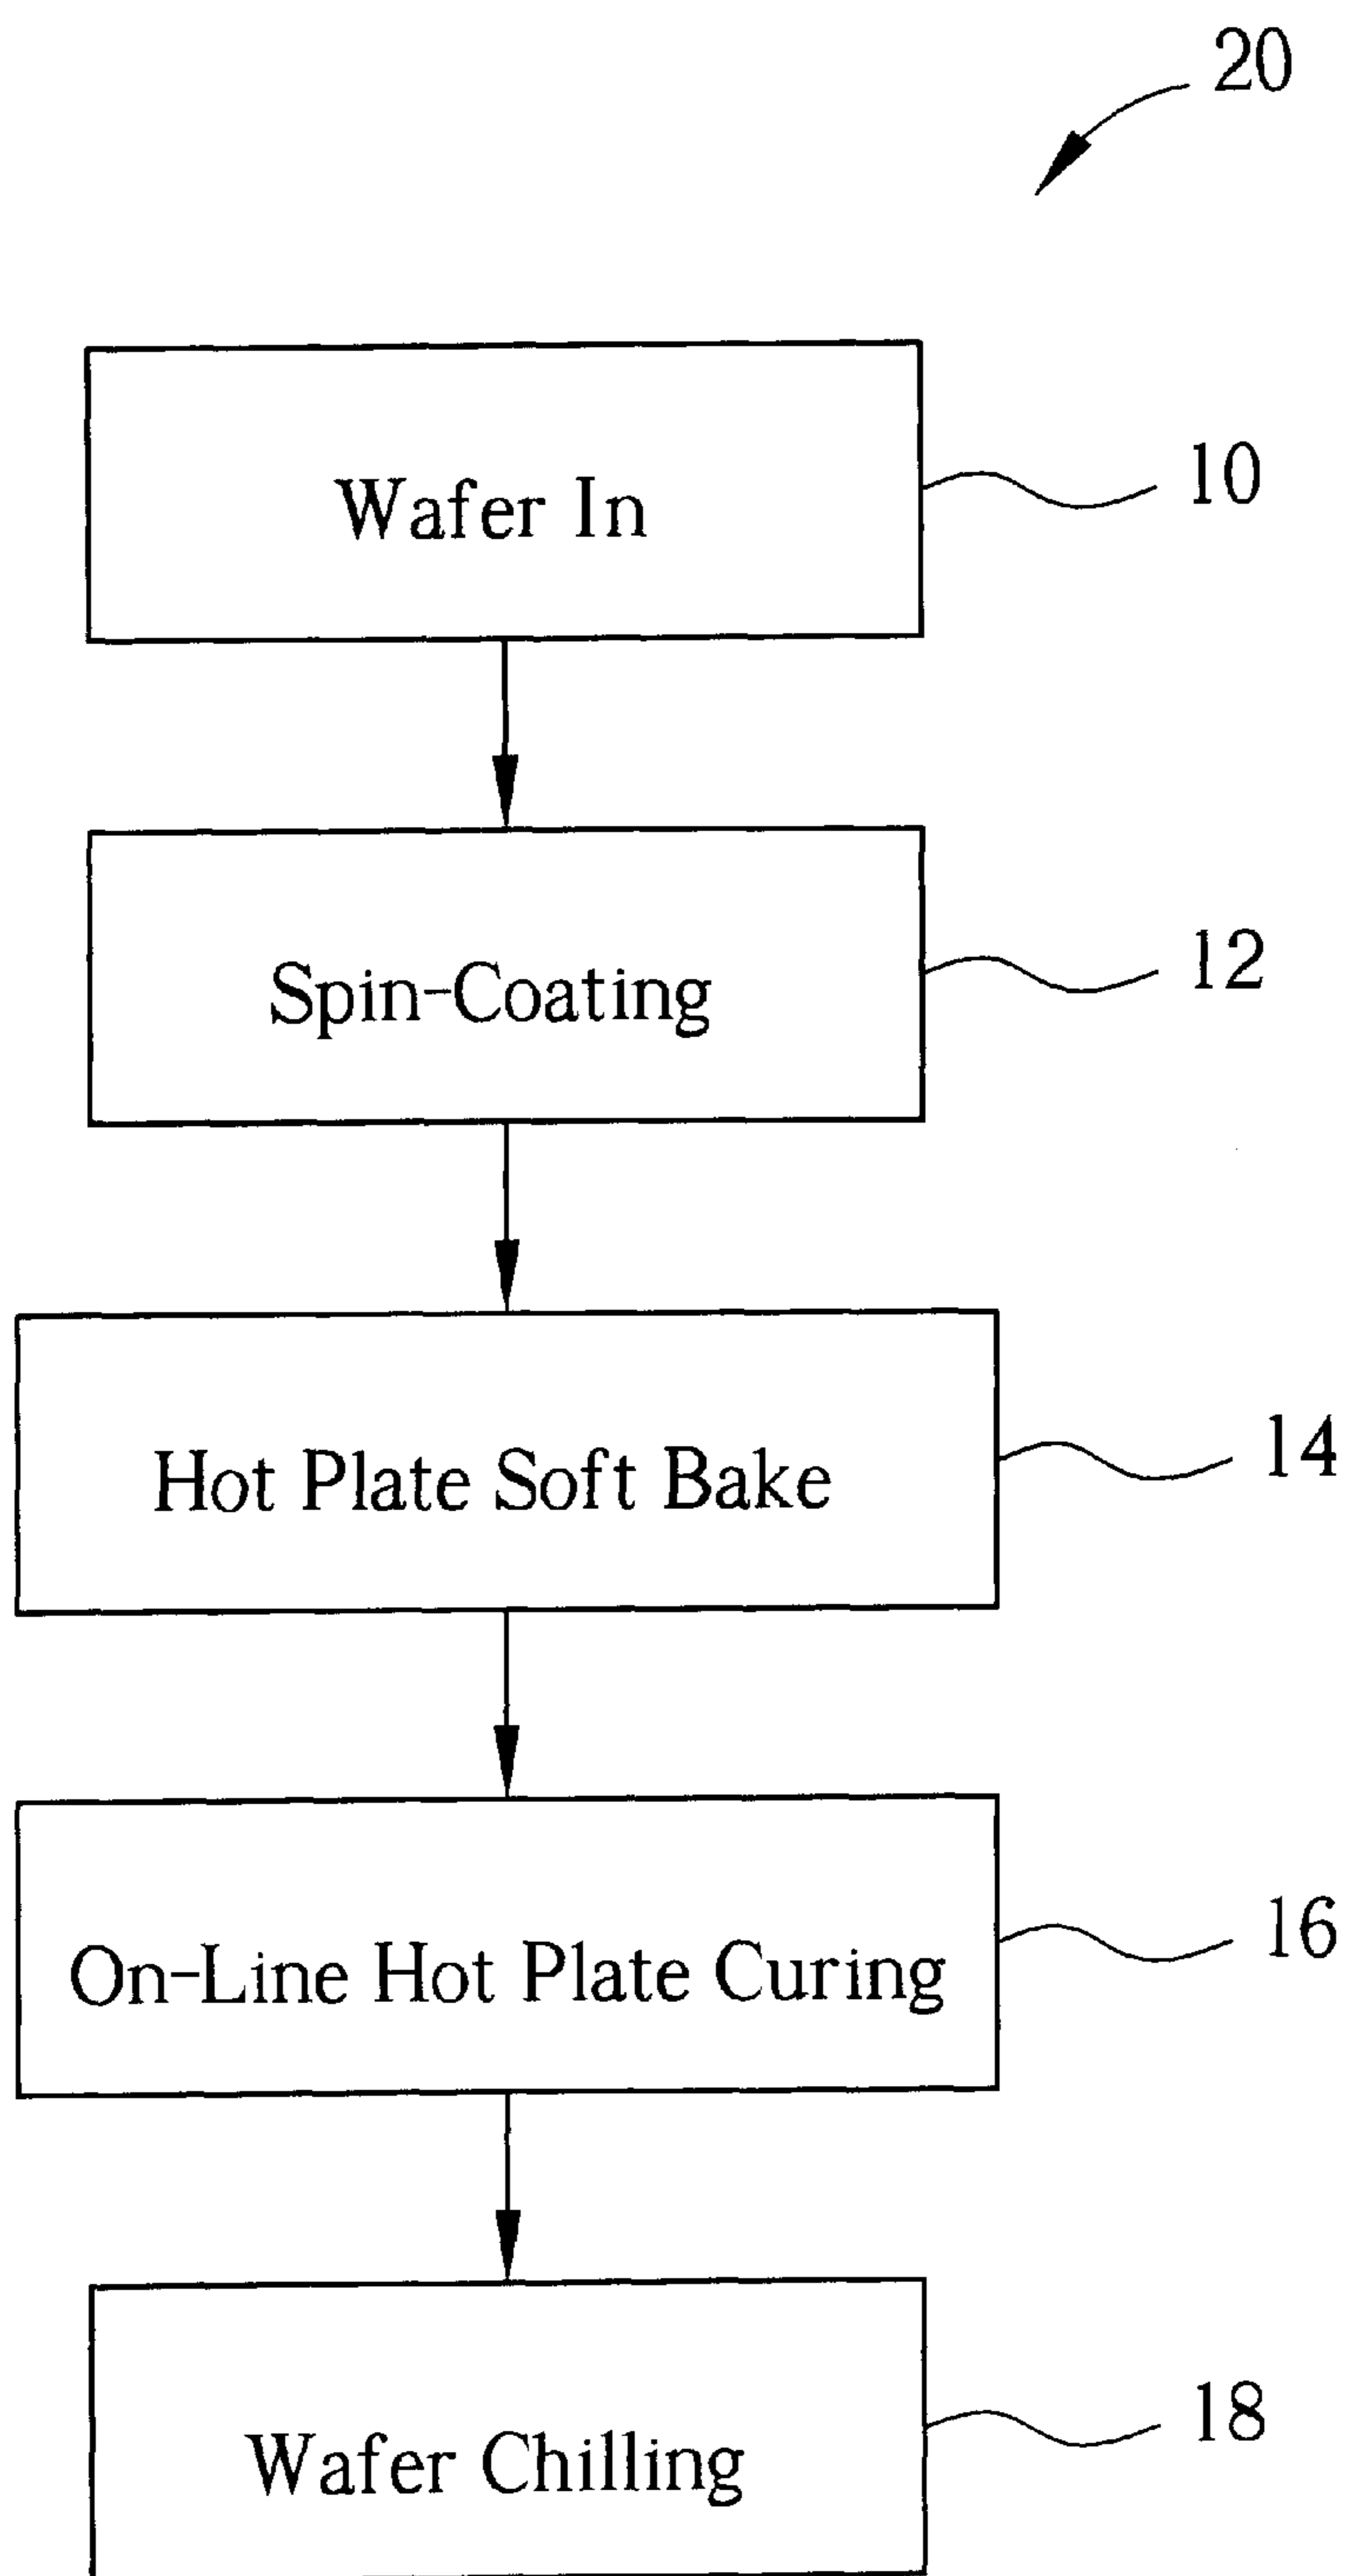 20
Wafer In
10
Spin-Coating
12
Hot Plate Soft Bake
14
On-Line Hot Plate Curing
16
Wafer Chilling
18